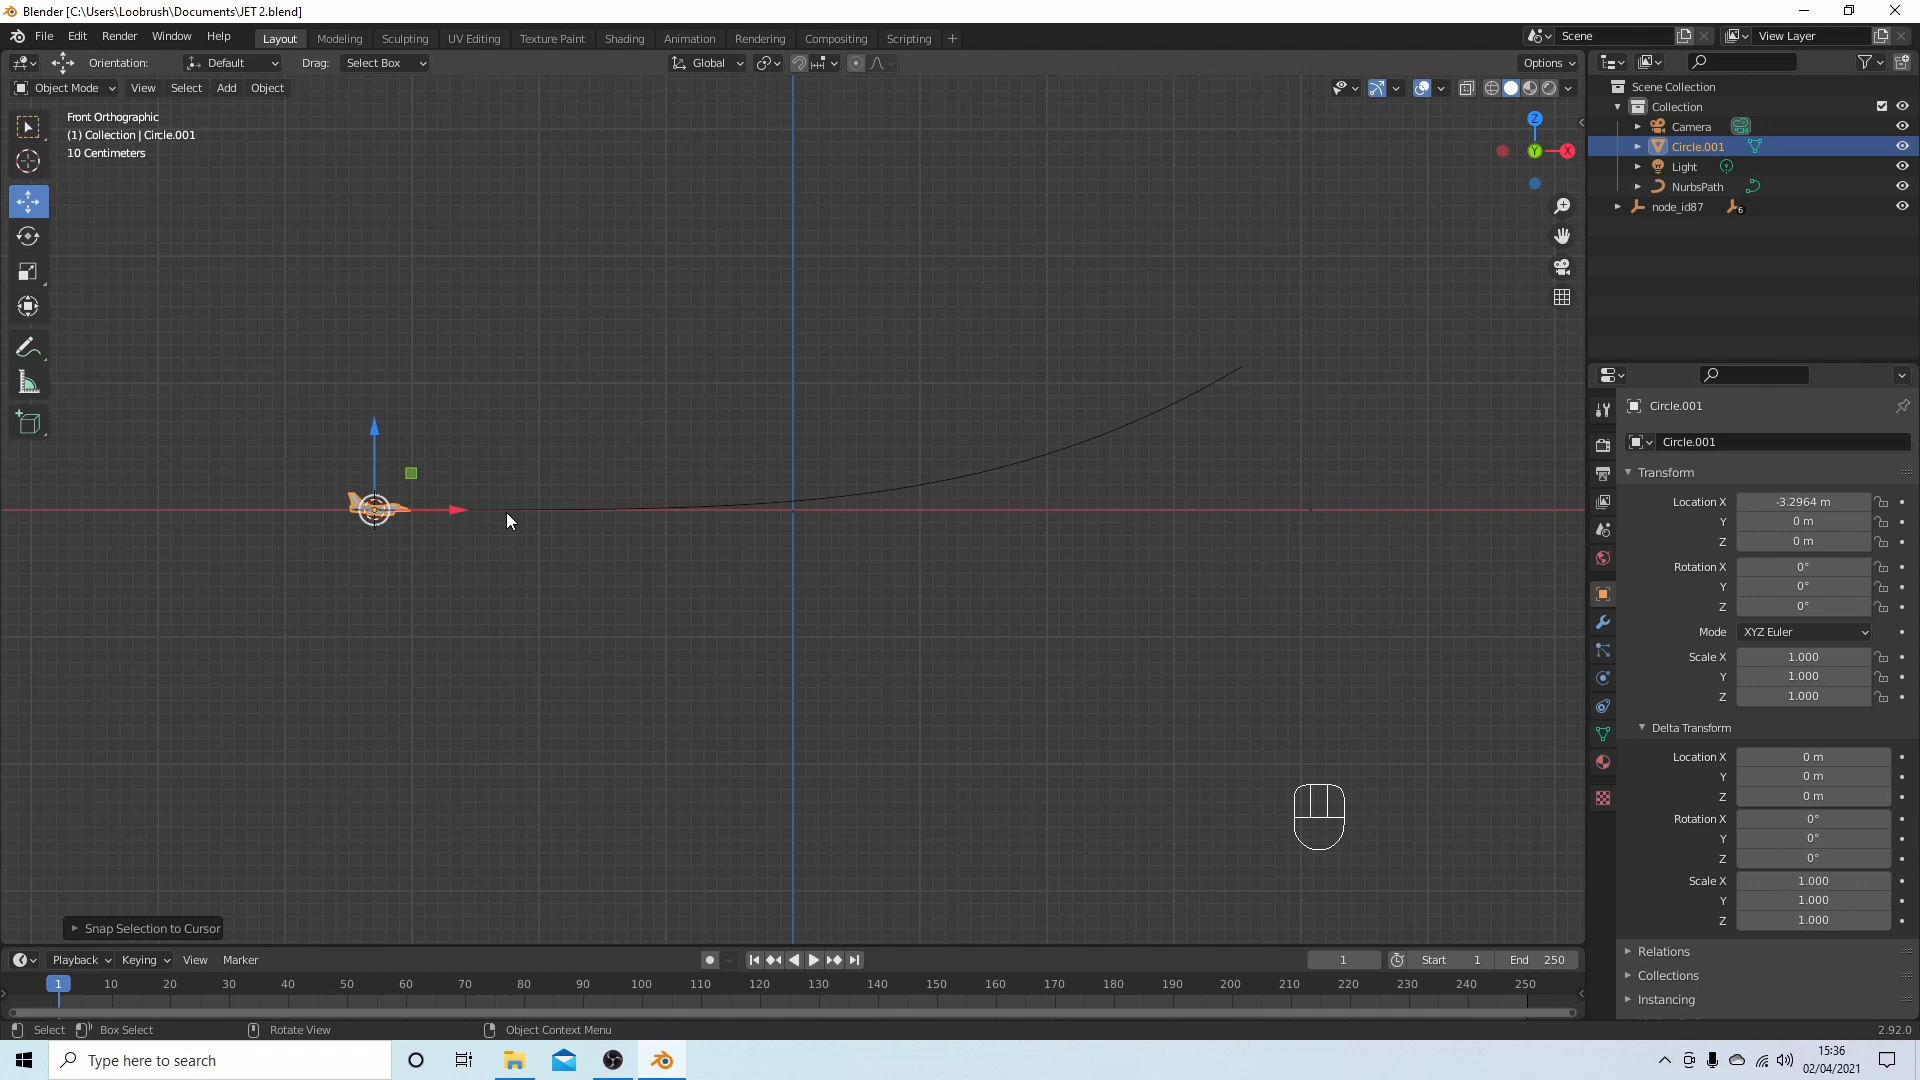 Blender [C:\Users\Loobrush\Documents\JET 2.blend]
File Edit Render Window Help
Layout Modeling Sculpting UV Editing Texture Paint Shading Animation Rendering Compositing Scripting
Scene
View Layer
Orientation: Default Drag: Select Box
Global
Options
Object Mode View Select Add Object
Front Orthographic
(1) Collection | Circle.001
10 Centimeters
Z
Y
X
Scene Collection
Collection
Camera
Circle.001
Light
NurbsPath
node_id87
6
Circle.001
Circle.001
Transform
Location X -3.2964 m
Y 0 m
Z 0 m
Rotation X 0°
Y 0°
Z 0°
Mode XYZ Euler
Scale X 1.000
Y 1.000
Z 1.000
Delta Transform
Location X 0 m
Y 0 m
Z 0 m
Rotation X 0°
Y 0°
Z 0°
Scale X 1.000
Y 1.000
Z 1.000
Relations
Collections
Instancing
Snap Selection to Cursor
Playback Keying View Marker
1 Start 1 End 250
1 10 20 30 40 50 60 70 80 90 100 110 120 130 140 150 160 170 180 190 200 210 220 230 240 250
Select Box Select Rotate View Object Context Menu
2.92.0
Type here to search
15:36
02/04/2021